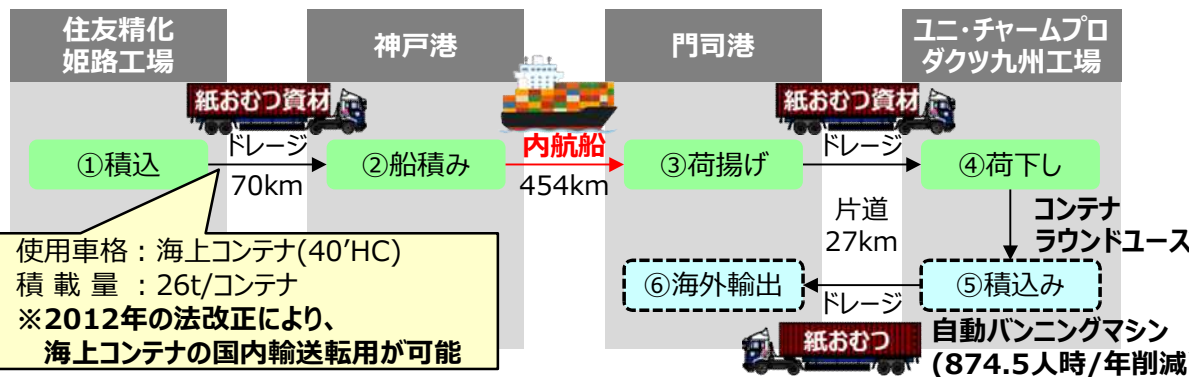 住友精化
姫路工場
神戸港
門司港
ユニ・チャームプロ
ダクツ九州工場
紙おむつ資材
紙おむつ資材
①積込
ドレージ
70km
②船積み
内航船
454km
③荷揚げ
ドレージ
④荷下し
片道
27km
コンテナ
ラウンドユース
使用車格:海上コンテナ(40’HC)
積 載 量 :26t/コンテナ
※2012年の法改正により、
海上コンテナの国内輸送転用が可能
⑥海外輸出
ドレージ
⑤積込み
紙おむつ
自動バンニングマシン
(874.5人時/年削減